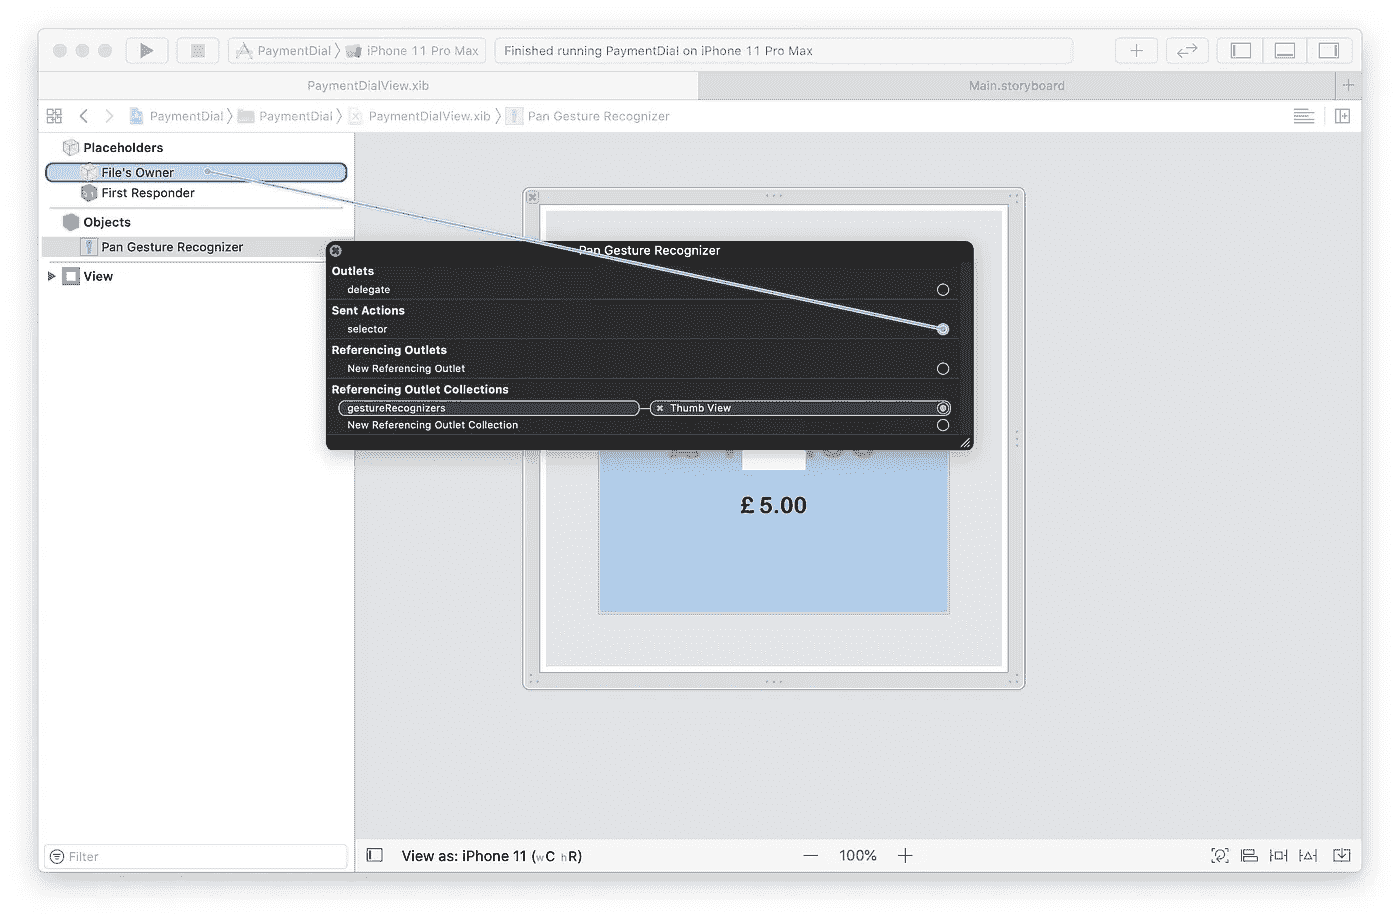 PaymentDial
iPhone 11 Pro Max
Finished running PaymentDial on iPhone 11 Pro Max
PaymentDialView.xib
Main.storyboard
PaymentDial
PaymentDial
PaymentDialView.xib
Pan Gesture Recognizer
Placeholders
File's Owner
First Responder
Objects
Pan Gesture Recognizer
View
Pan Gesture Recognizer
Outlets
delegate
Sent Actions
selector
Referencing Outlets
New Referencing Outlet
Referencing Outlet Collections
gestureRecognizers
Thumb View
New Referencing Outlet Collection
£ 5.00
Filter
View as: iPhone 11 (wC hR)
100%